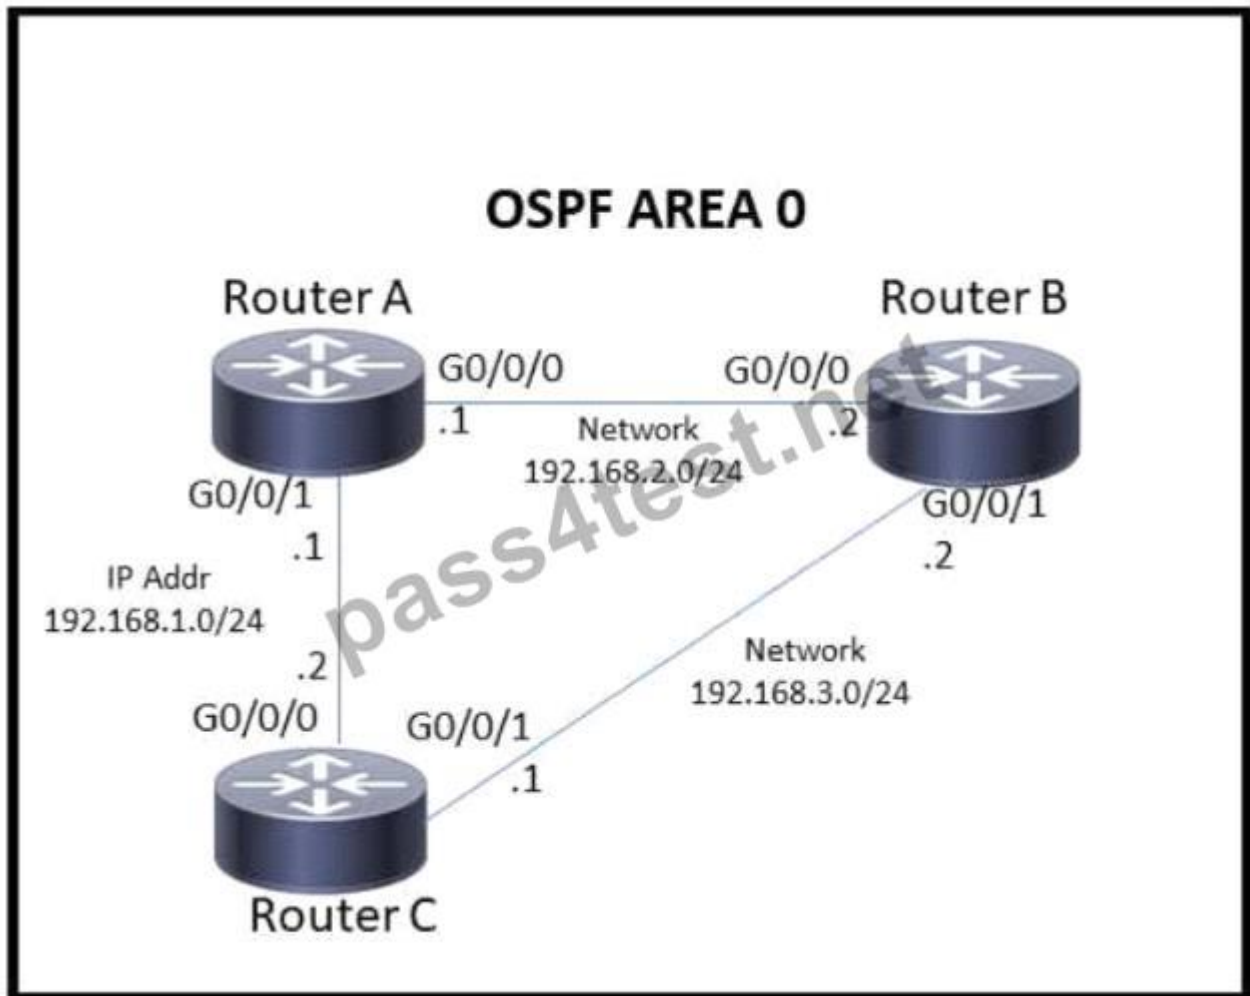 OSPF AREA 0
Router A
Router B
G0/0/0
G0/0/0
.1
.2
Network
192.168.2.0/24
G0/0/1
G0/0/1
.1
.2
IP Addr
192.168.1.0/24
pass4test.net
Network
192.168.3.0/24
.2
G0/0/0
G0/0/1
.1
Router C